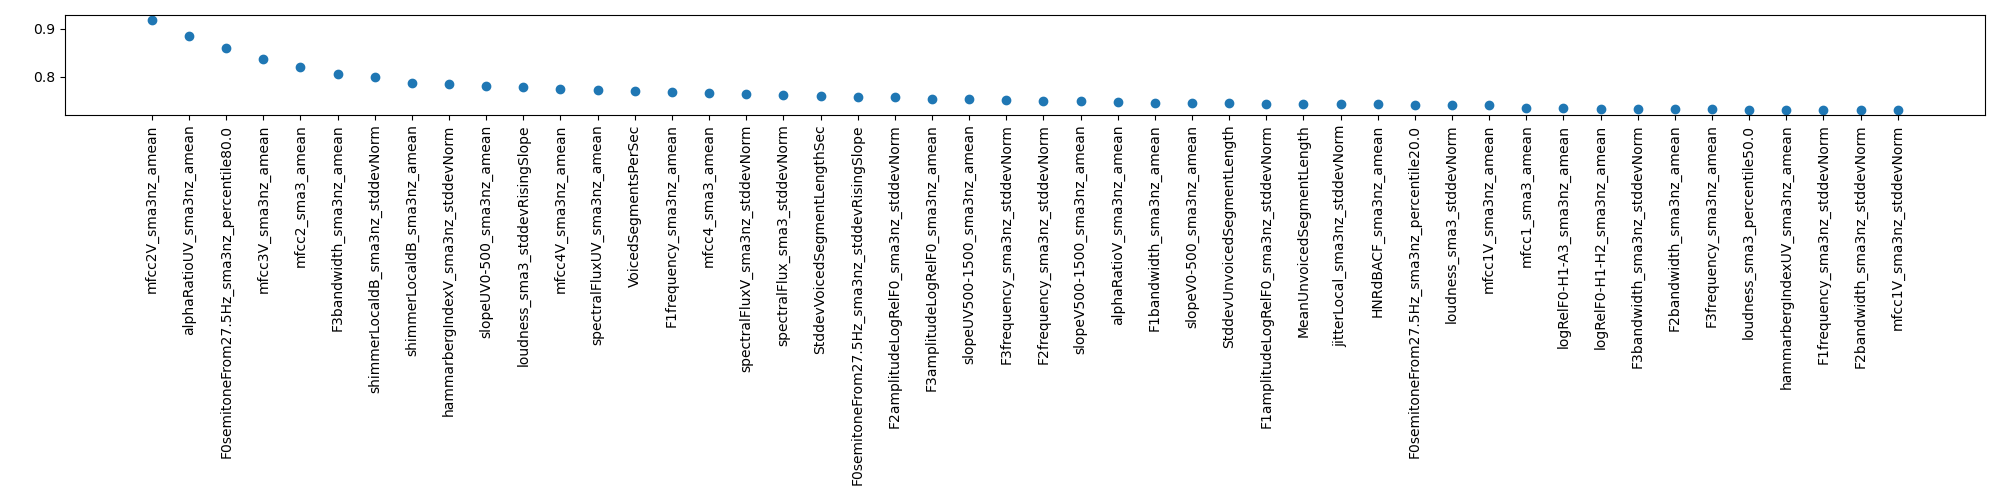 0.9
0.8
mfcc2V_sma3nz_amean
alphaRatioUV_sma3nz_amean
F0semitoneFrom27.5Hz_sma3nz_percentile80.0
mfcc3V_sma3nz_amean
mfcc2_sma3_amean
F3bandwidth_sma3nz_amean
shimmerLocaldB_sma3nz_stddevNorm
shimmerLocaldB_sma3nz_amean
hammarbergIndexV_sma3nz_stddevNorm
slopeUV0-500_sma3nz_amean
loudness_sma3_stddevRisingSlope
mfcc4V_sma3nz_amean
spectralFluxUV_sma3nz_amean
VoicedSegmentsPerSec
F1frequency_sma3nz_amean
mfcc4_sma3_amean
spectralFluxV_sma3nz_stddevNorm
spectralFlux_sma3_stddevNorm
StddevVoicedSegmentLengthSec
F0semitoneFrom27.5Hz_sma3nz_stddevRisingSlope
F2amplitudeLogRelF0_sma3nz_stddevNorm
F3amplitudeLogRelF0_sma3nz_amean
slopeUV500-1500_sma3nz_amean
F3frequency_sma3nz_stddevNorm
F2frequency_sma3nz_stddevNorm
slopeV500-1500_sma3nz_amean
alphaRatioV_sma3nz_amean
F1bandwidth_sma3nz_amean
slopeV0-500_sma3nz_amean
StddevUnvoicedSegmentLength
F1amplitudeLogRelF0_sma3nz_stddevNorm
MeanUnvoicedSegmentLength
jitterLocal_sma3nz_stddevNorm
HNRdBACF_sma3nz_amean
F0semitoneFrom27.5Hz_sma3nz_percentile20.0
loudness_sma3_stddevNorm
mfcc1V_sma3nz_amean
mfcc1_sma3_amean
logRelF0-H1-A3_sma3nz_amean
logRelF0-H1-H2_sma3nz_amean
F3bandwidth_sma3nz_stddevNorm
F2bandwidth_sma3nz_amean
F3frequency_sma3nz_amean
loudness_sma3_percentile50.0
hammarbergIndexUV_sma3nz_amean
F1frequency_sma3nz_stddevNorm
F2bandwidth_sma3nz_stddevNorm
mfcc1V_sma3nz_stddevNorm